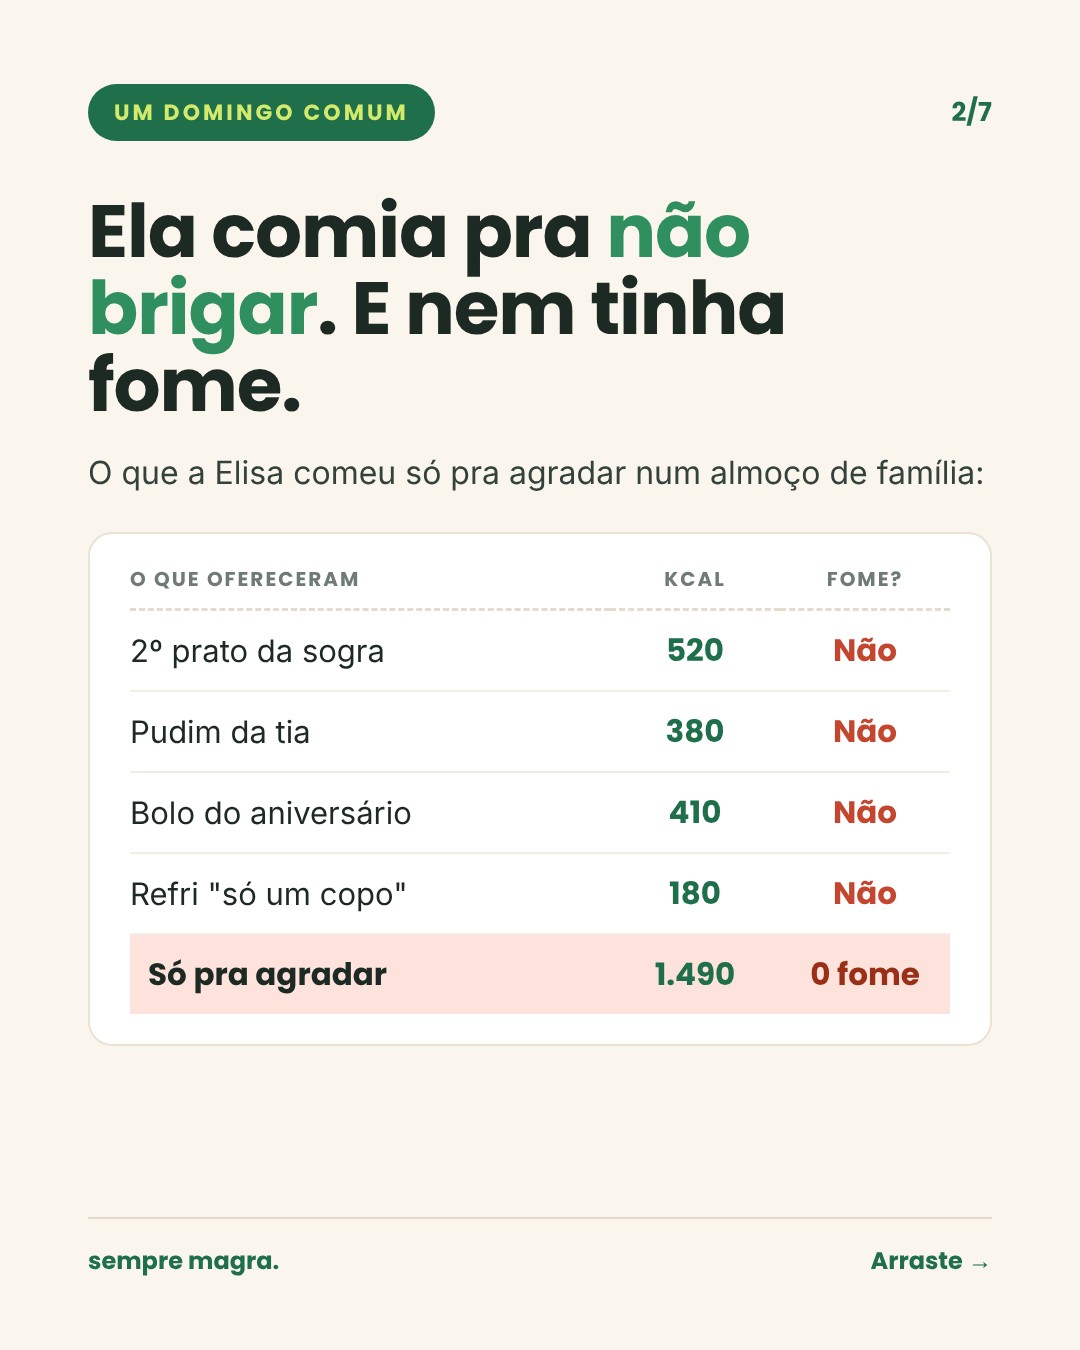 UM DOMINGO COMUM
2/7
Ela comia pra não
brigar. E nem tinha
fome.
O que a Elisa comeu só pra agradar num almoço de família:
O QUE OFERECERAM KCAL FOME?
2º prato da sogra 520 Não
Pudim da tia 380 Não
Bolo do aniversário 410 Não
Refri "só um copo" 180 Não
Só pra agradar 1.490 0 fome
sempre magra.
Arraste →